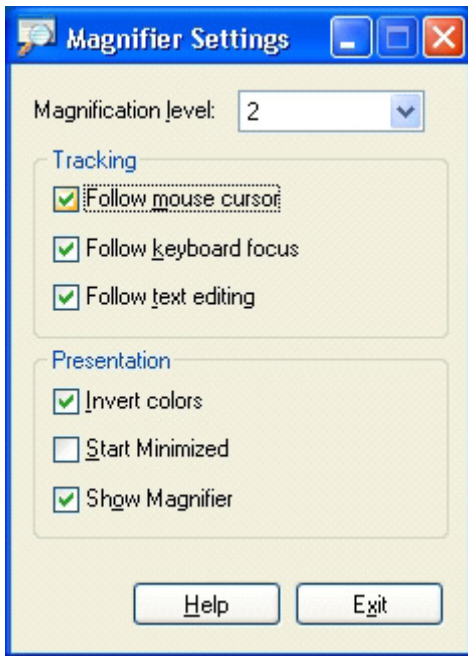 Magnifier Settings
Magnification level: 2
Tracking
Follow mouse cursor
Follow keyboard focus
Follow text editing
Presentation
Invert colors
Start Minimized
Show Magnifier
Help Exit